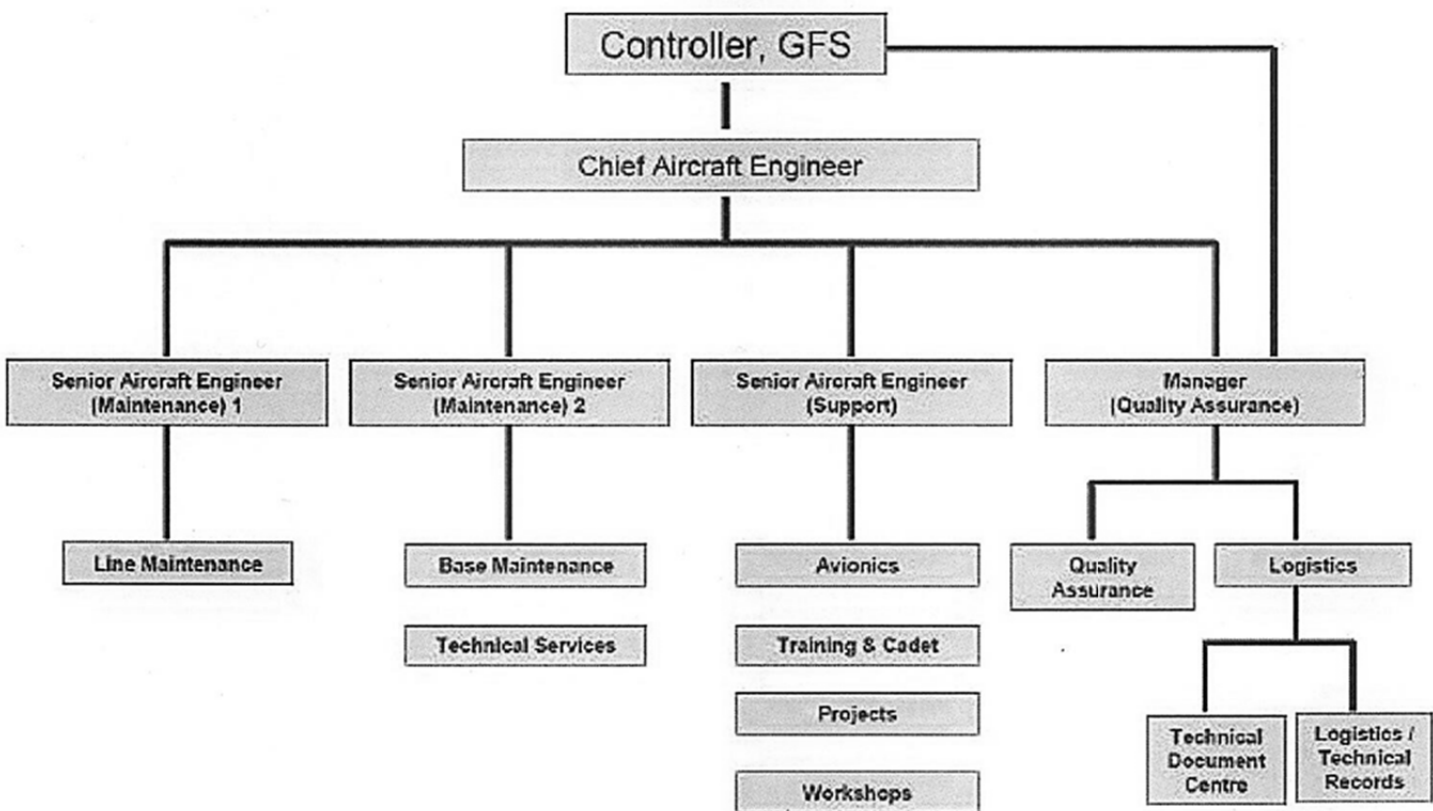 Controller, GFS
Chief Aircraft Engineer
Senior Aircraft Engineer
(Maintenance) 1
Senior Aircraft Engineer
(Maintenance) 2
Senior Aircraft Engineer
(Support)
Manager
(Quality Assurance)
Line Maintenance
Base Maintenance
Avionics
Quality
Assurance
Logistics
Technical Services
Training & Cadet
Projects
Workshops
Technical
Document
Centre
Logistics /
Technical
Records